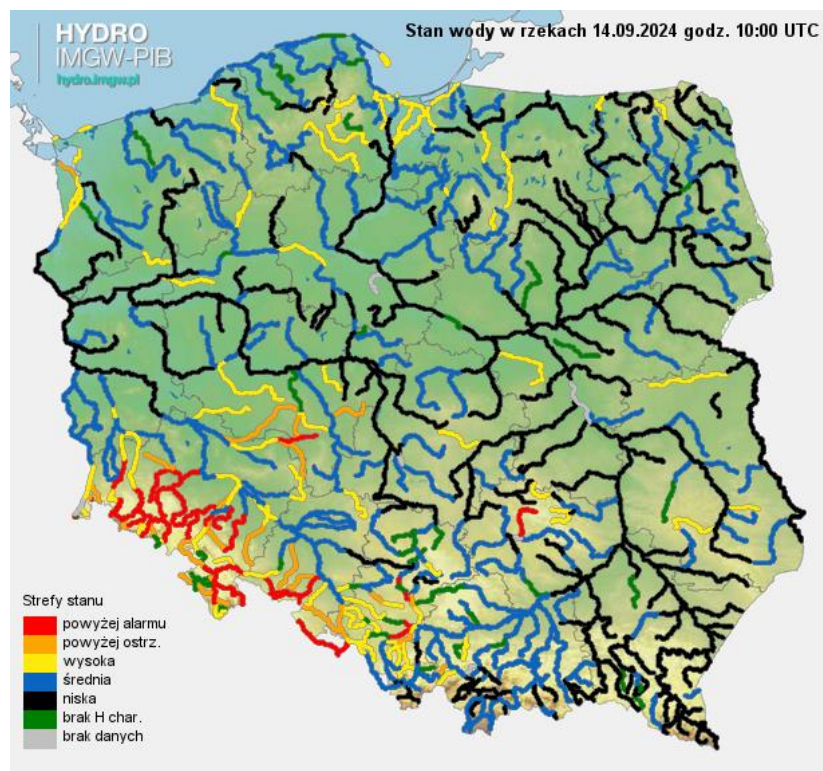 HYDRO
IMGW-PIB
hydro.imgw.pl
Stan wody w rzekach 14.09.2024 godz. 10:00 UTC
Strefy stanu
powyżej alarmu
powyżej ostrz.
wysoka
średnia
niska
brak H char.
brak danych